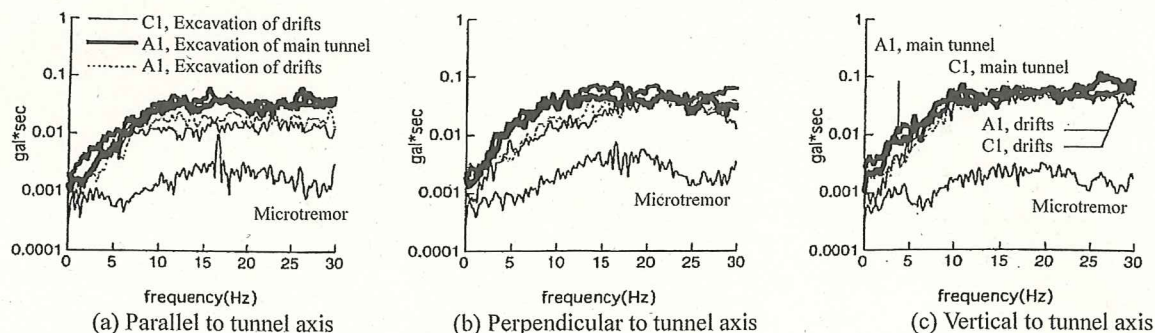 1
C1, Excavation of drifts
A1, Excavation of main tunnel
A1, Excavation of drifts
0.1
gal*sec
0.01
0.001
Microtremor
0.0001
0 5 10 15 20 25 30
frequency(Hz)
(a) Parallel to tunnel axis
1
0.1
gal*sec
0.01
0.001
Microtremor
0.0001
0 5 10 15 20 25 30
frequency(Hz)
(b) Perpendicular to tunnel axis
1
A1, main tunnel
C1, main tunnel
0.1
gal*sec
0.01
A1, drifts
C1, drifts
0.001
Microtremor
0.0001
0 5 10 15 20 25 30
frequency(Hz)
(c) Vertical to tunnel axis